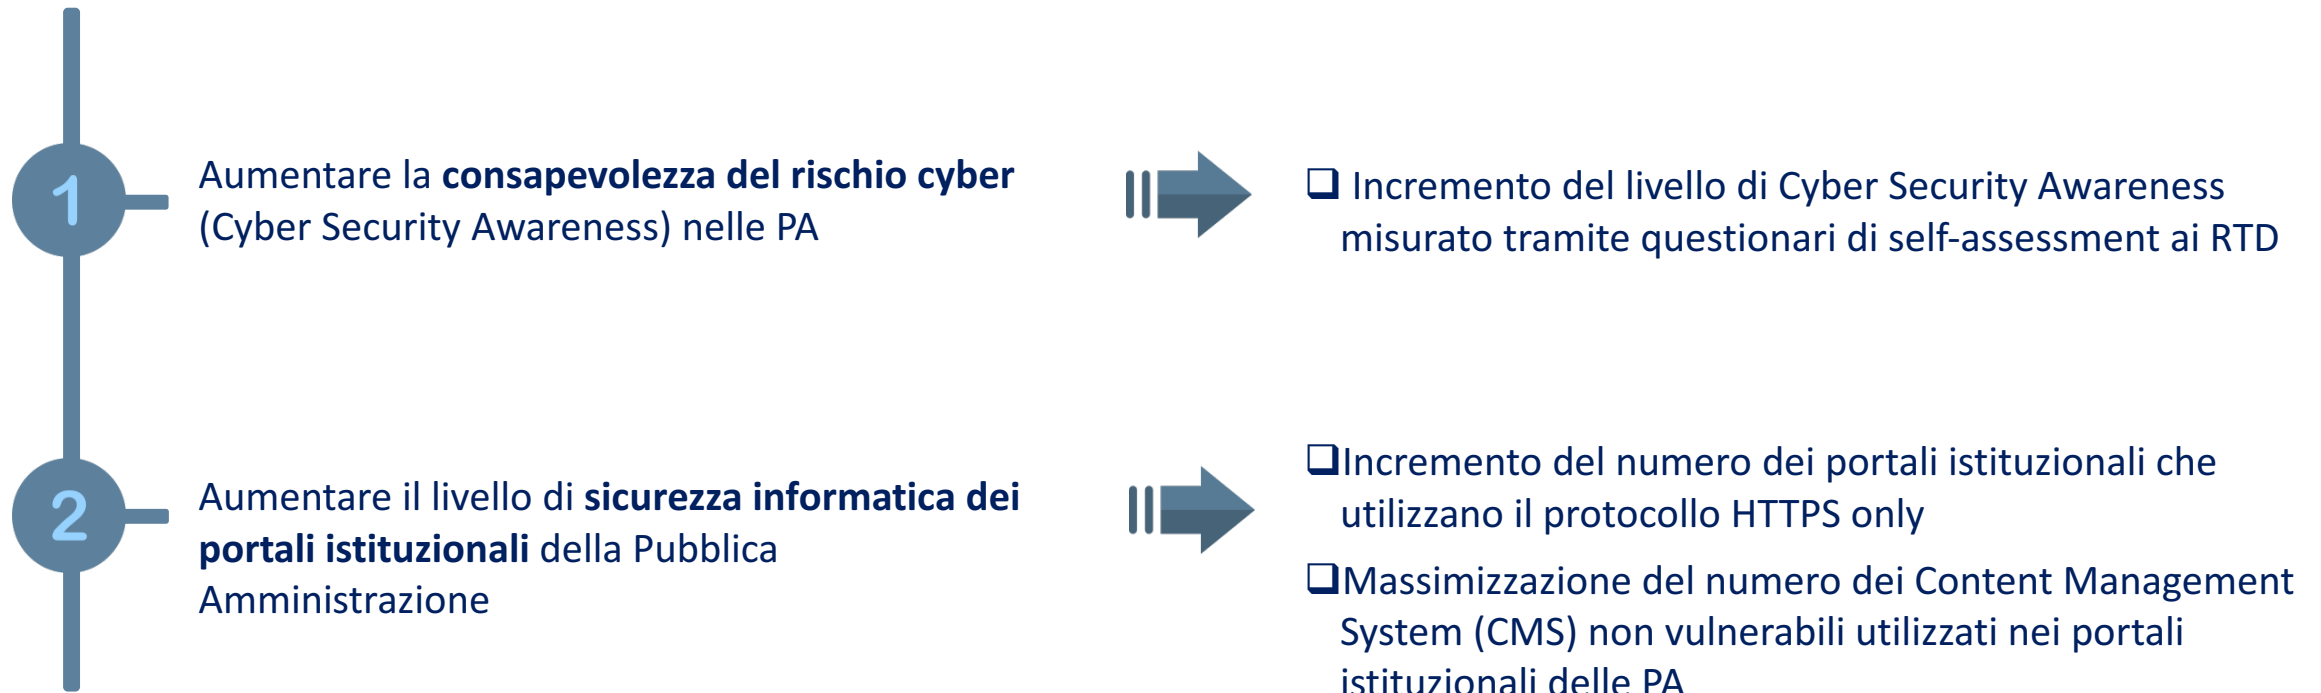 1
Aumentare la consapevolezza del rischio cyber
(Cyber Security Awareness) nelle PA
❑ Incremento del livello di Cyber Security Awareness
misurato tramite questionari di self-assessment ai RTD
2
Aumentare il livello di sicurezza informatica dei
portali istituzionali della Pubblica
Amministrazione
❑Incremento del numero dei portali istituzionali che
utilizzano il protocollo HTTPS only
❑Massimizzazione del numero dei Content Management
System (CMS) non vulnerabili utilizzati nei portali
istituzionali delle PA